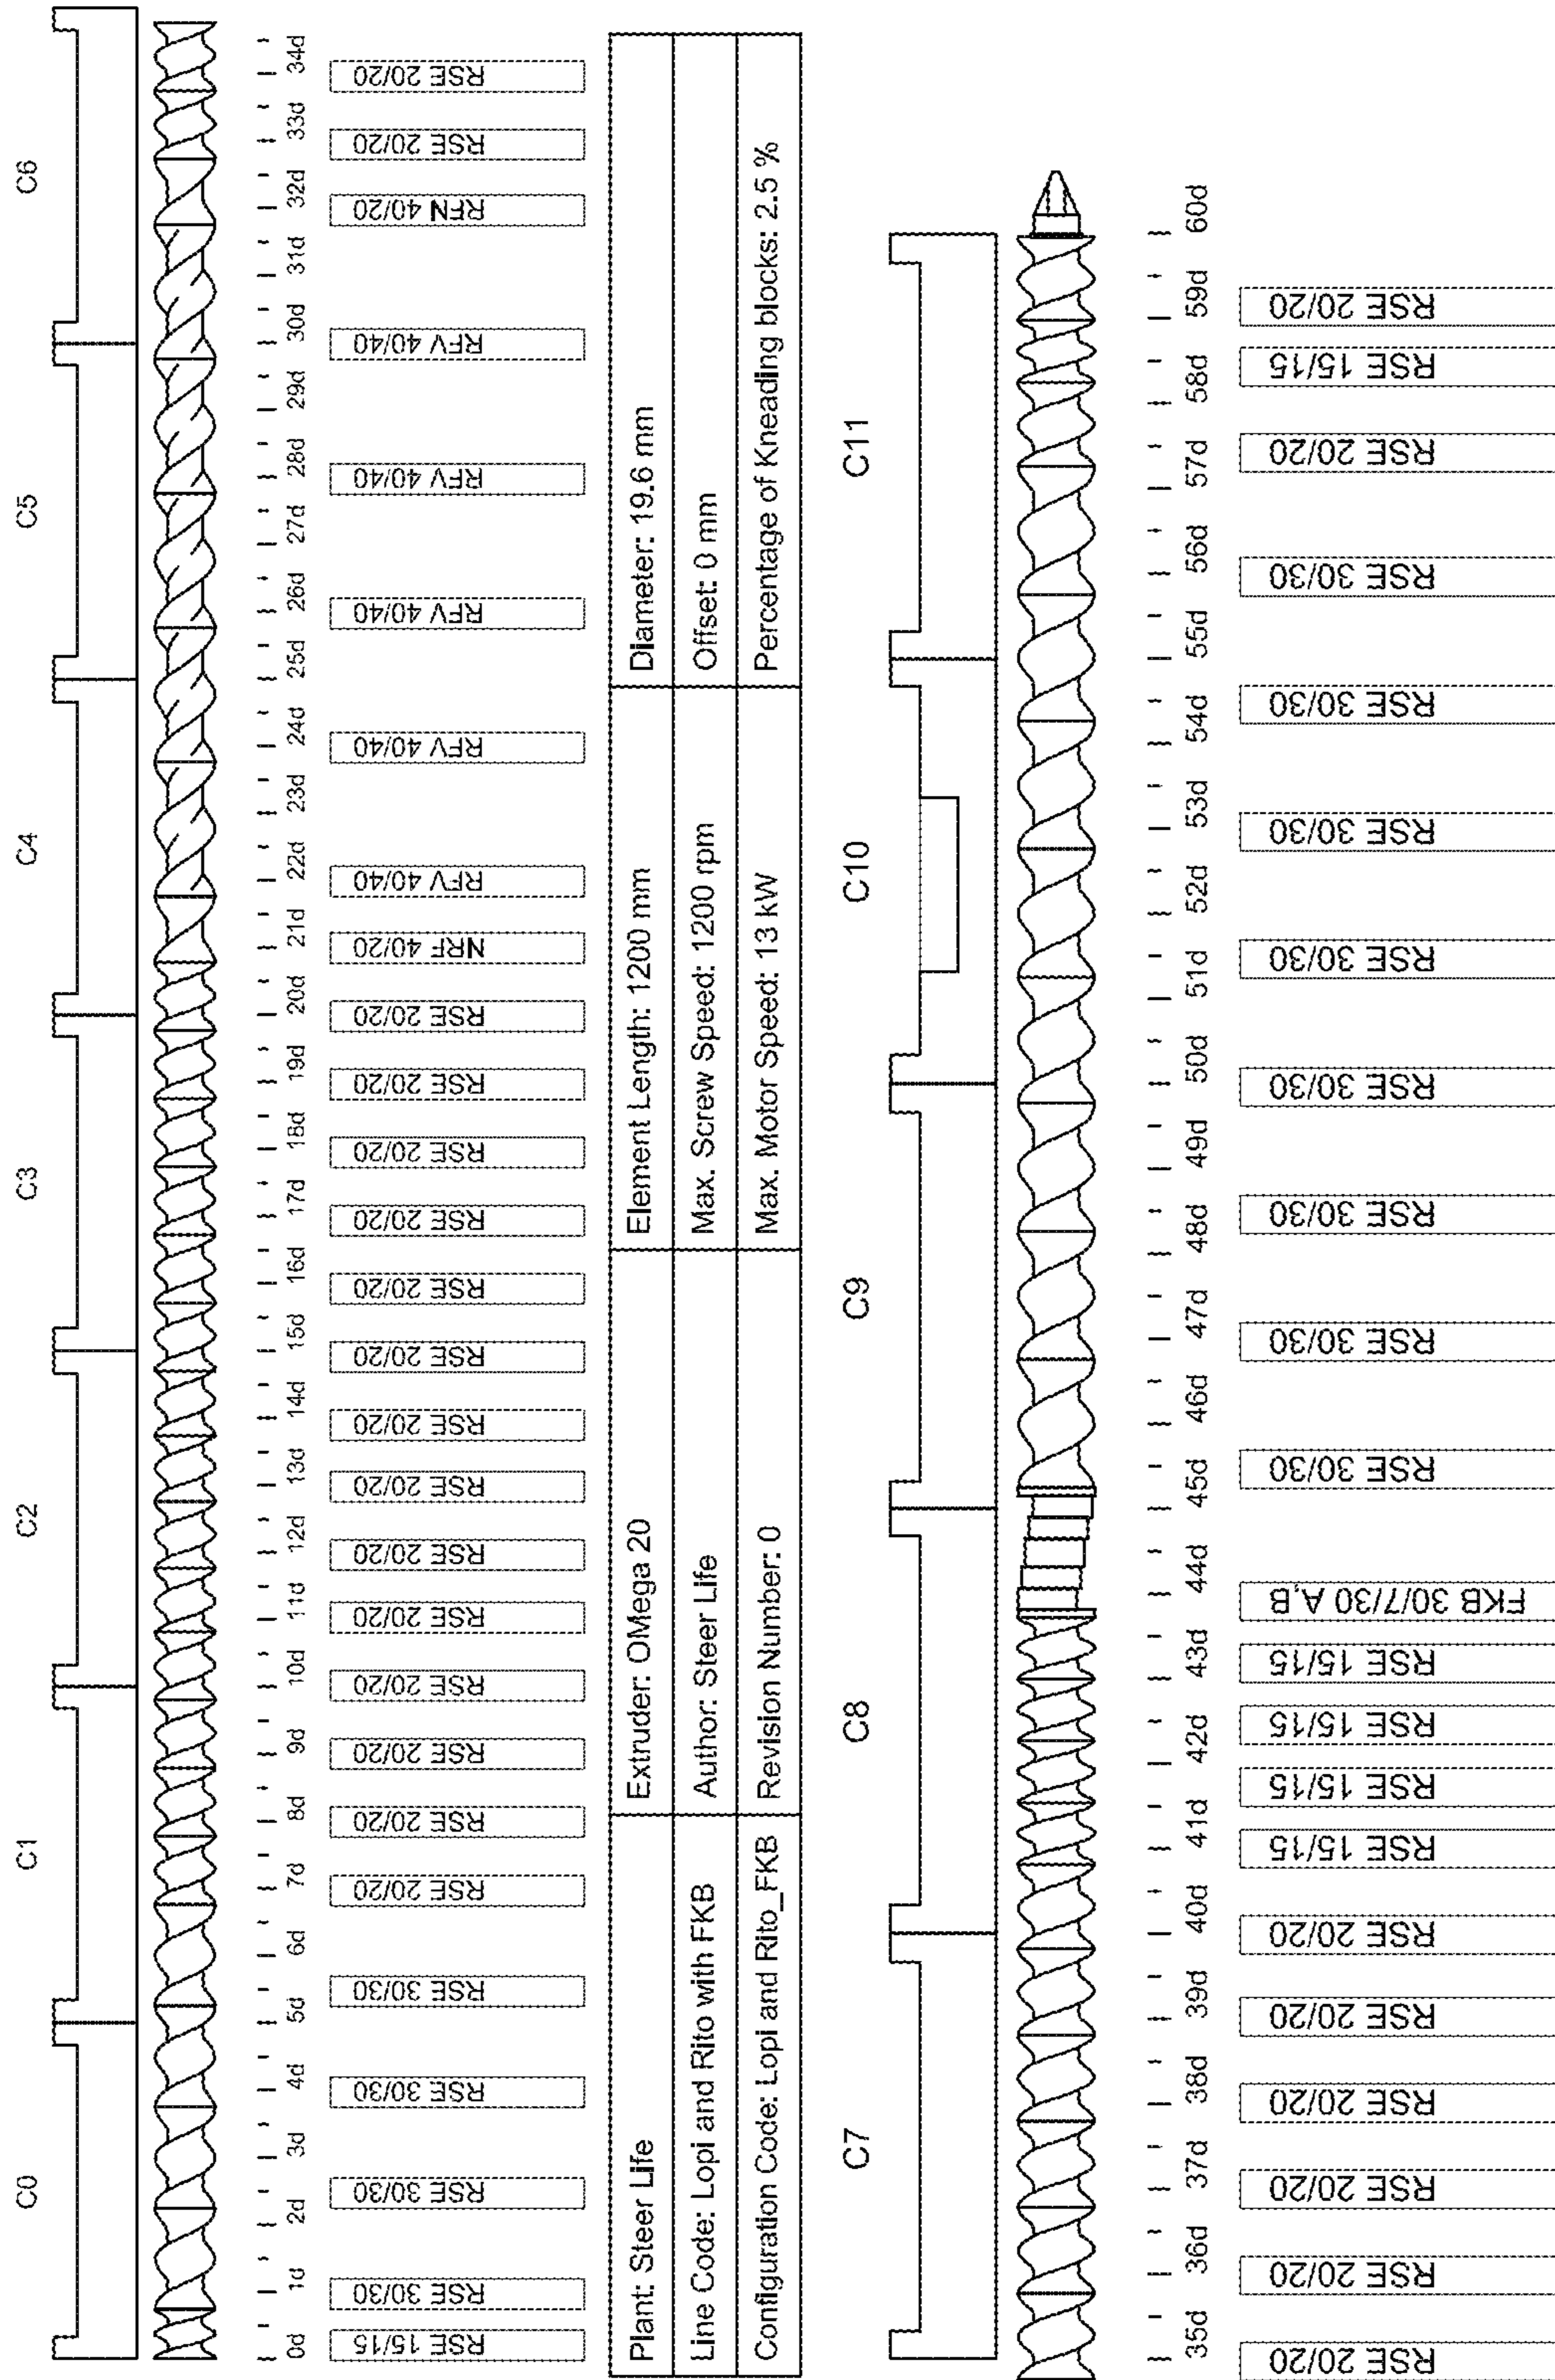 C0 C1 C2 C3 C4 C5 C6
0d 1d 2d 3d 4d 5d 6d 7d 8d 9d 10d 11d 12d 13d 14d 15d 16d 17d 18d 19d 20d 21d 22d 23d 24d 25d 26d 27d 28d 29d 30d 31d 32d 33d 34d
RSE 15/15
RSE 30/30
RSE 30/30
RSE 30/30
RSE 30/30
RSE 20/20
RSE 20/20
RSE 20/20
RSE 20/20
RSE 20/20
RSE 20/20
RSE 20/20
RSE 20/20
RSE 20/20
RSE 20/20
RSE 20/20
RSE 20/20
RSE 20/20
RSE 20/20
NRF 40/20
RFV 40/40
RFV 40/40
RFV 40/40
RFV 40/40
RFV 40/40
RFN 40/20
RSE 20/20
RSE 20/20
Plant: Steer Life
Extruder: OMega 20
Element Length: 1200 mm
Diameter: 19.6 mm
Line Code: Lopi and Rito with FKB
Author: Steer Life
Max. Screw Speed: 1200 rpm
Offset: 0 mm
Configuration Code: Lopi and Rito_FKB
Revision Number: 0
Max. Motor Speed: 13 kW
Percentage of Kneading blocks: 2.5 %
C7 C8 C9 C10 C11
35d 36d 37d 38d 39d 40d 41d 42d 43d 44d 45d 46d 47d 48d 49d 50d 51d 52d 53d 54d 55d 56d 57d 58d 59d 60d
RSE 20/20
RSE 20/20
RSE 20/20
RSE 20/20
RSE 20/20
RSE 20/20
RSE 15/15
RSE 15/15
RSE 15/15
RSE 15/15
FKB 30/7/30 A,B
RSE 30/30
RSE 30/30
RSE 30/30
RSE 30/30
RSE 30/30
RSE 30/30
RSE 30/30
RSE 30/30
RSE 20/20
RSE 15/15
RSE 20/20